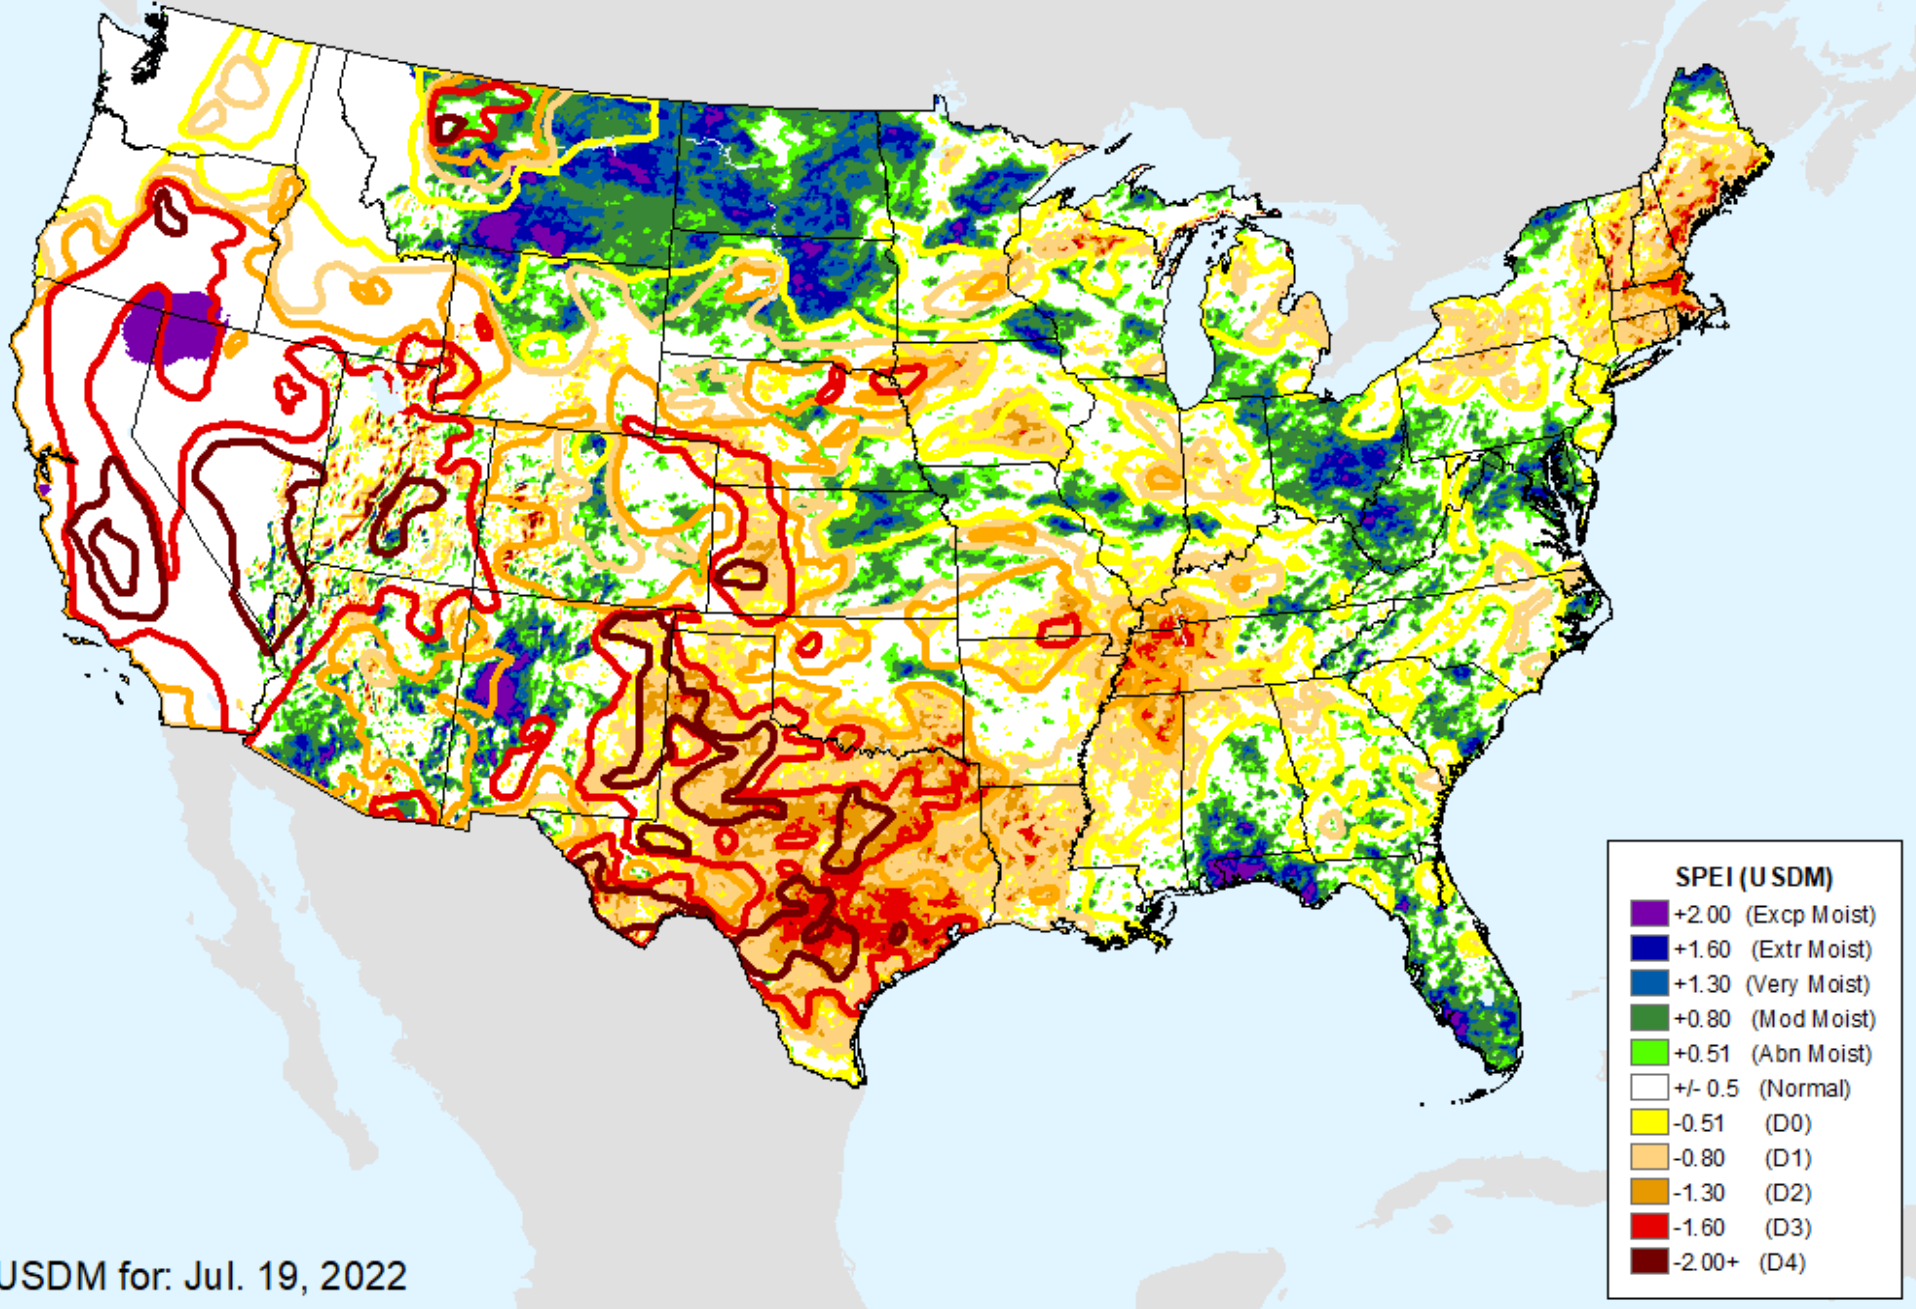 SPEI (USDM)
+2.00 (Excp Moist)
+1.60 (Extr Moist)
+1.30 (Very Moist)
+0.80 (Mod Moist)
+0.51 (Abn Moist)
+/- 0.5 (Normal)
-0.51 (D0)
-0.80 (D1)
-1.30 (D2)
-1.60 (D3)
-2.00+ (D4)
USDM for: Jul. 19, 2022